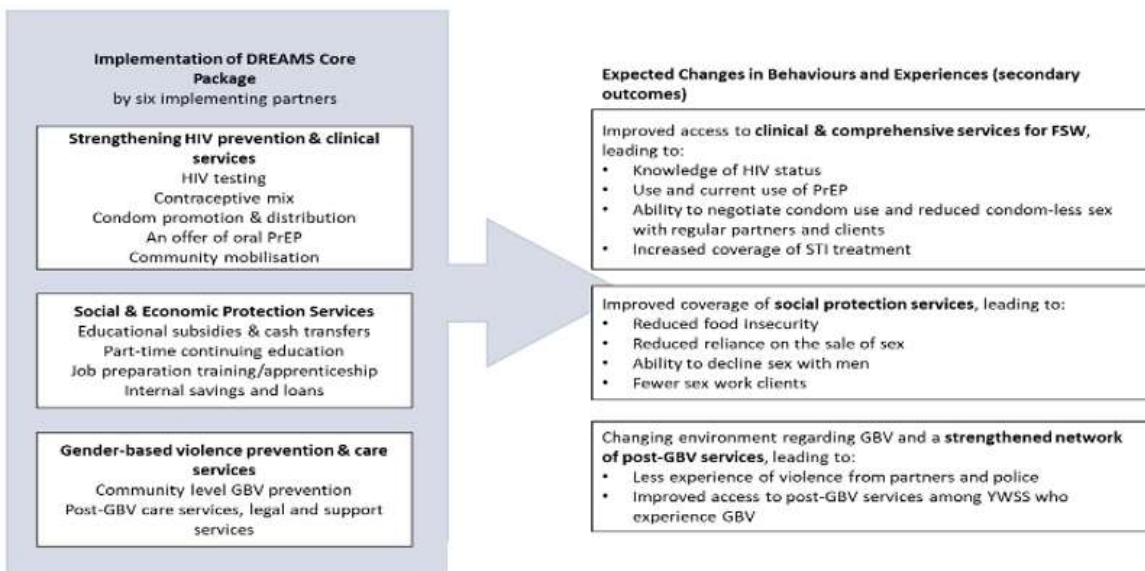 Implementation of DREAMS Core
Package
by six implementing partners
Strengthening HIV prevention & clinical
services
HIV testing
Contraceptive mix
Condom promotion & distribution
An offer of oral PrEP
Community mobilisation
Social & Economic Protection Services
Educational subsidies & cash transfers
Part-time continuing education
Job preparation training/apprenticeship
Internal savings and loans
Gender-based violence prevention & care
services
Community level GBV prevention
Post-GBV care services, legal and support
services
Expected Changes in Behaviours and Experiences (secondary
outcomes)
Improved access to clinical & comprehensive services for FSW,
leading to:
• Knowledge of HIV status
• Use and current use of PrEP
• Ability to negotiate condom use and reduced condom-less sex
with regular partners and clients
• Increased coverage of STI treatment
Improved coverage of social protection services, leading to:
• Reduced food insecurity
• Reduced reliance on the sale of sex
• Ability to decline sex with men
• Fewer sex work clients
Changing environment regarding GBV and a strengthened network
of post-GBV services, leading to:
• Less experience of violence from partners and police
• Improved access to post-GBV services among YWSS who
experience GBV